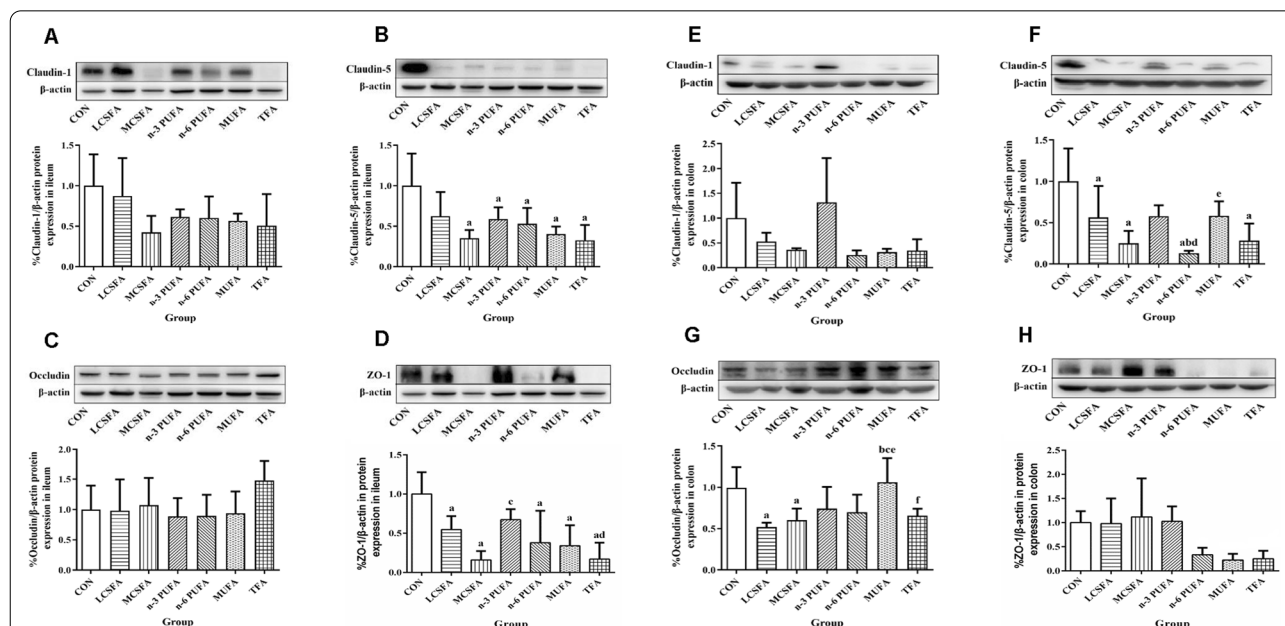 A
Claudin-1
β-actin
CON
LCSFA
MCSFA
n-3 PUFA
n-6 PUFA
MUFA
TFA
%Claudin-1/β-actin protein
expression in ileum
1.5
1.0
0.5
0.0
CON
LCSFA
MCSFA
n-3 PUFA
n-6 PUFA
MUFA
TFA
Group
B
Claudin-5
β-actin
CON
LCSFA
MCSFA
n-3 PUFA
n-6 PUFA
MUFA
TFA
%Claudin-5/β-actin protein
expression in ileum
1.5
1.0
0.5
0.0
a
a
a
a
a
CON
LCSFA
MCSFA
n-3 PUFA
n-6 PUFA
MUFA
TFA
Group
E
Claudin-1
β-actin
CON
LCSFA
MCSFA
n-3 PUFA
n-6 PUFA
MUFA
TFA
%Claudin-1/β-actin protein
expression in colon
2.5
2.0
1.5
1.0
0.5
0.0
CON
LCSFA
MCSFA
n-3 PUFA
n-6 PUFA
MUFA
TFA
Group
F
Claudin-5
β-actin
CON
LCSFA
MCSFA
n-3 PUFA
n-6 PUFA
MUFA
TFA
%Claudin-5/β-actin protein
expression in colon
1.5
1.0
0.5
0.0
a
a
abd
e
a
CON
LCSFA
MCSFA
n-3 PUFA
n-6 PUFA
MUFA
TFA
Group
C
Occludin
β-actin
CON
LCSFA
MCSFA
n-3 PUFA
n-6 PUFA
MUFA
TFA
%Occludin/β-actin protein
expression in ileum
2.0
1.5
1.0
0.5
0.0
CON
LCSFA
MCSFA
n-3 PUFA
n-6 PUFA
MUFA
TFA
Group
D
ZO-1
β-actin
CON
LCSFA
MCSFA
n-3 PUFA
n-6 PUFA
MUFA
TFA
%ZO-1/β-actin in protein
expression in ileum
1.5
1.0
0.5
0.0
a
a
a
a
ad
CON
LCSFA
MCSFA
n-3 PUFA
n-6 PUFA
MUFA
TFA
Group
G
Occludin
β-actin
CON
LCSFA
MCSFA
n-3 PUFA
n-6 PUFA
MUFA
TFA
%Occludin/β-actin protein
expression in colon
1.5
1.0
0.5
0.0
a
a
bce
f
CON
LCSFA
MCSFA
n-3 PUFA
n-6 PUFA
MUFA
TFA
Group
H
ZO-1
β-actin
CON
LCSFA
MCSFA
n-3 PUFA
n-6 PUFA
MUFA
TFA
%ZO-1/β-actin in protein
expression in colon
2.5
2.0
1.5
1.0
0.5
0.0
CON
LCSFA
MCSFA
n-3 PUFA
n-6 PUFA
MUFA
TFA
Group